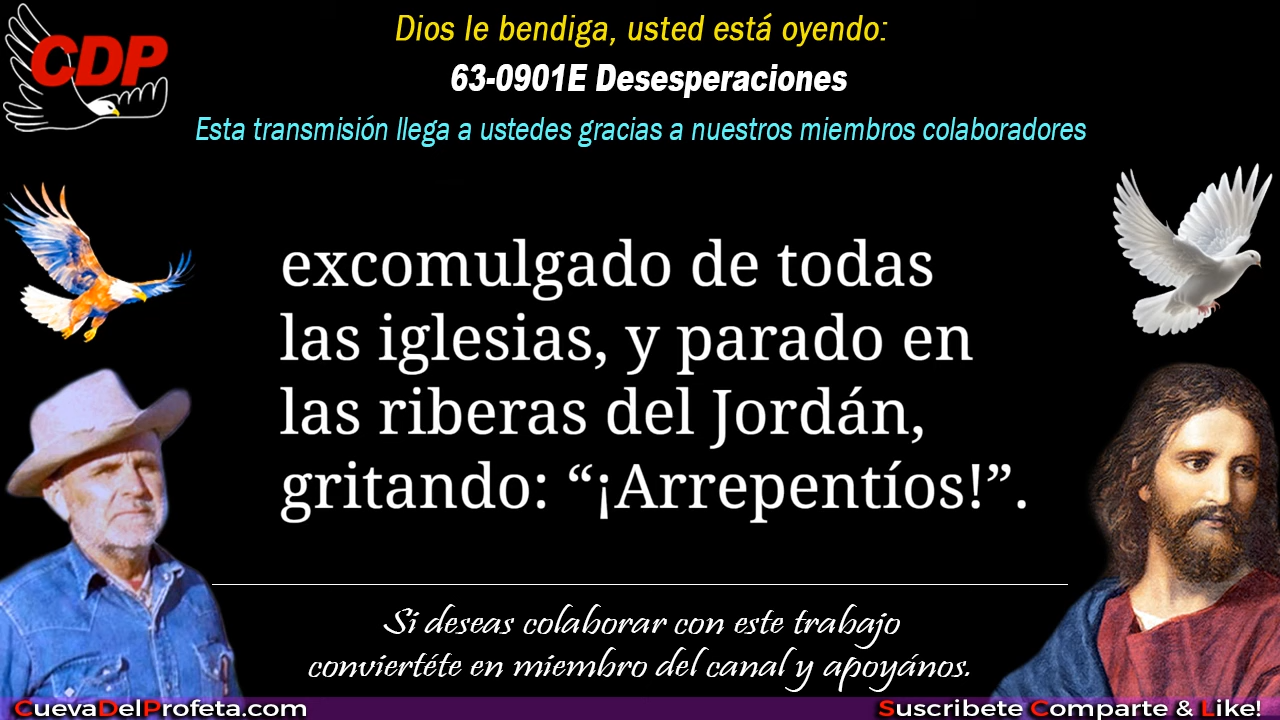 CDP
Dios le bendiga, usted está oyendo:
63-0901E Desesperaciones
Esta transmisión llega a ustedes gracias a nuestros miembros colaboradores
excomulgado de todas
las iglesias, y parado en
las riberas del Jordán,
gritando: “¡Arrepentíos!”.
Si deseas colaborar con este trabajo
conviertéte en miembro del canal y apoyános.
CuevaDelProfeta.com
Suscribete Comparte & Like!